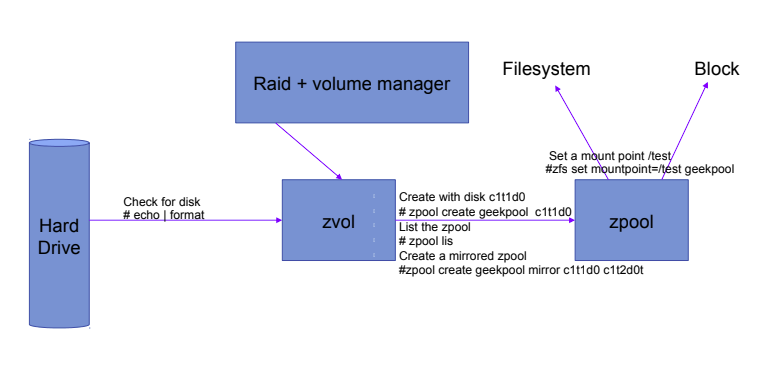 Raid + volume manager
Filesystem
Block
Set a mount point /test
#zfs set mountpoint=/test geekpool
Hard
Drive
Check for disk
# echo | format
zvol
Create with disk c1t1d0
# zpool create geekpool c1t1d0
List the zpool
# zpool lis
Create a mirrored zpool
#zpool create geekpool mirror c1t1d0 c1t2d0t
zpool